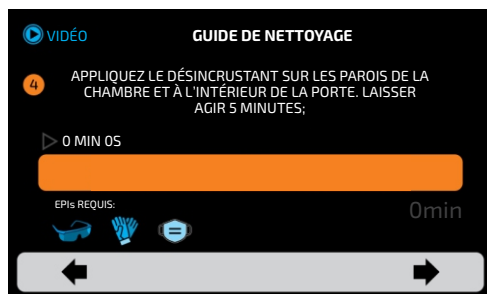 VIDÉO
GUIDE DE NETTOYAGE
4
APPLIQUEZ LE DÉSINCRUSTANT SUR LES PAROIS DE LA
CHAMBRE ET À L'INTÉRIEUR DE LA PORTE. LAISSER
AGIR 5 MINUTES;
0 MIN 0S
EPIs REQUIS:
0min